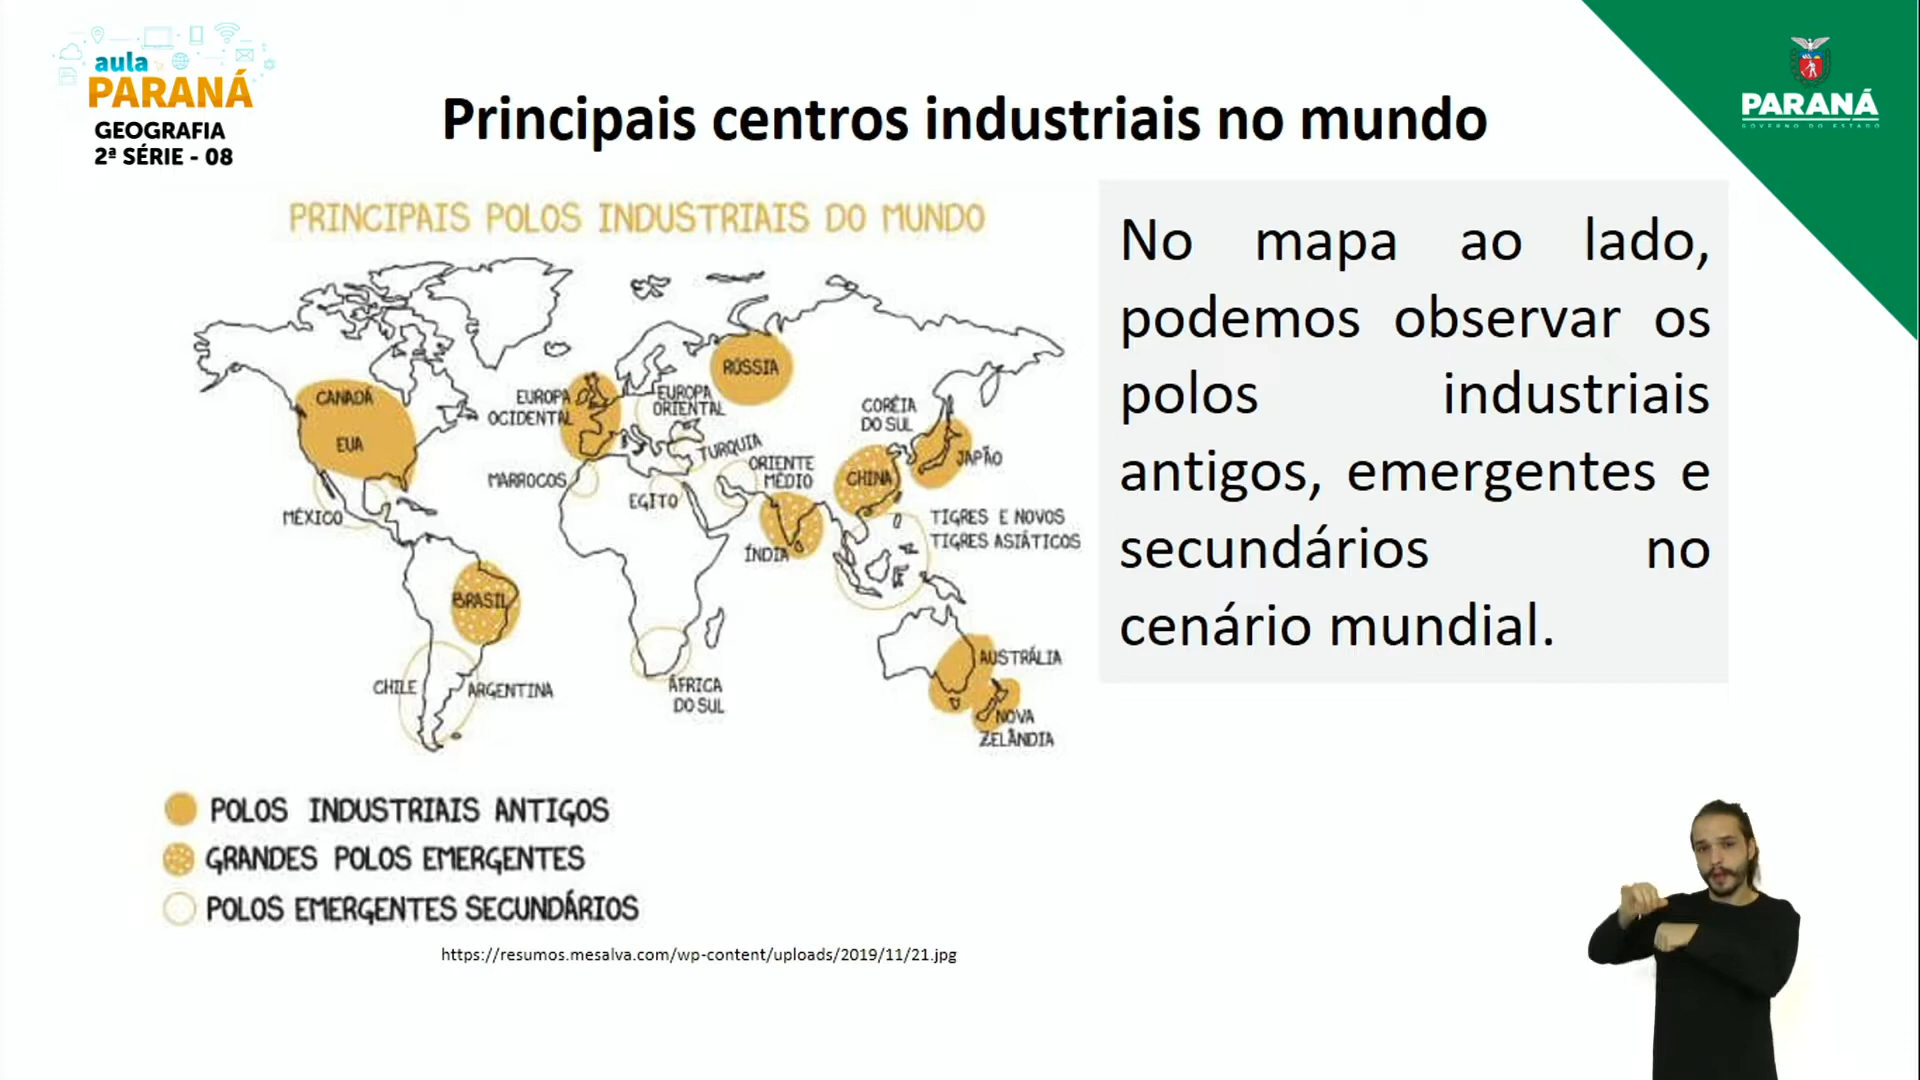 aula
PARANÁ
GEOGRAFIA
2ª SÉRIE - 08
Principais centros industriais no mundo
PARANÁ
GOVERNO DO ESTADO
PRINCIPAIS POLOS INDUSTRIAIS DO MUNDO
CANADÁ
EUA
MÉXICO
BRASIL
CHILE
ARGENTINA
EUROPA
OCIDENTAL
EUROPA
ORIENTAL
RÚSSIA
TURQUIA
MARROCOS
EGITO
ORIENTE
MÉDIO
ÍNDIA
CORÉIA
DO SUL
CHINA
JAPÃO
TIGRES E NOVOS
TIGRES ASIÁTICOS
ÁFRICA
DO SUL
AUSTRÁLIA
NOVA
ZELÂNDIA
POLOS INDUSTRIAIS ANTIGOS
GRANDES POLOS EMERGENTES
POLOS EMERGENTES SECUNDÁRIOS
https://resumos.mesalva.com/wp-content/uploads/2019/11/21.jpg
No mapa ao lado,
podemos observar os
polos industriais
antigos, emergentes e
secundários no
cenário mundial.